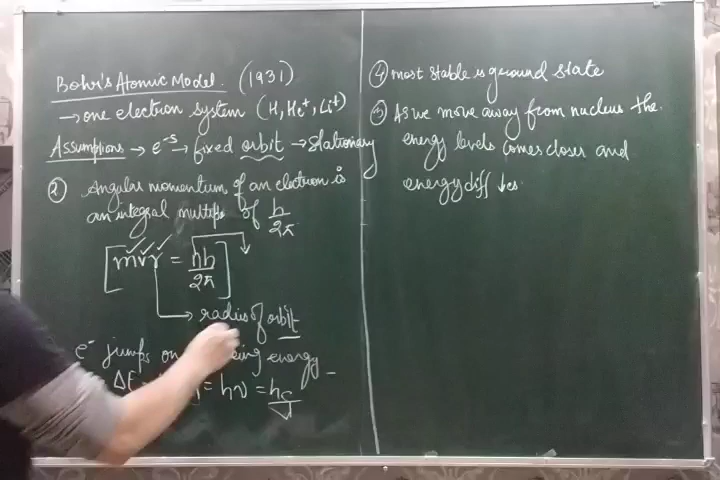 Bohr's Atomic Model. (1931)
→ one electron system (H, He+, Li+)
Assumptions → e-s → fixed orbit → stationary
② Angular momentum of an electron is
an integral multiple of h/2π
[mvr = nh/2π]
→ radius of orbit
e- jumps on energy
ΔE = hν = hc/
④ most stable is ground state
⑤ As we move away from nucleus the
energy levels comes closer and
energy diff ↓es.